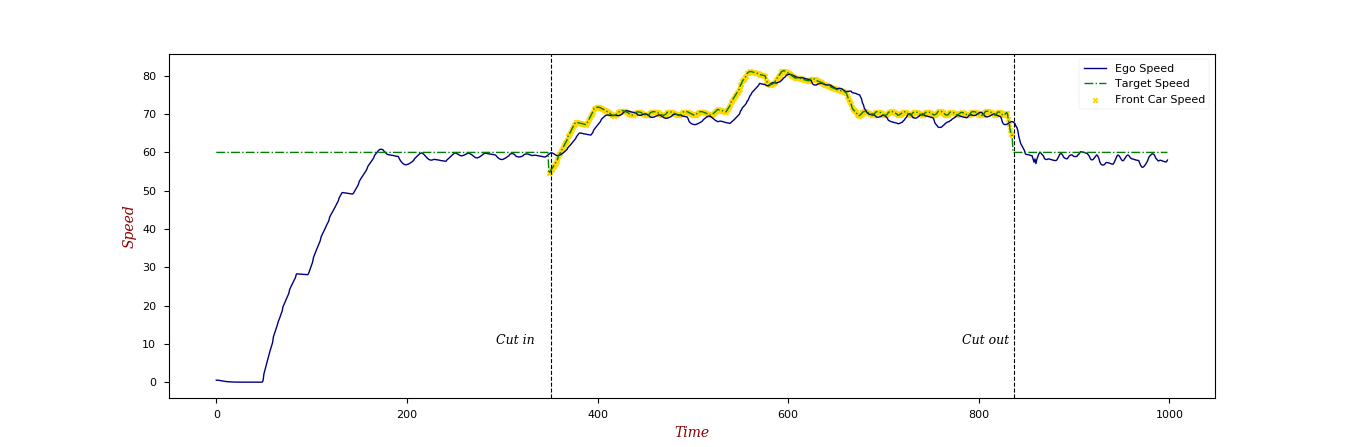 Ego Speed
Target Speed
Front Car Speed
80
70
60
50
40
30
20
10
0
Speed
Cut in
Cut out
0 200 400 600 800 1000
Time